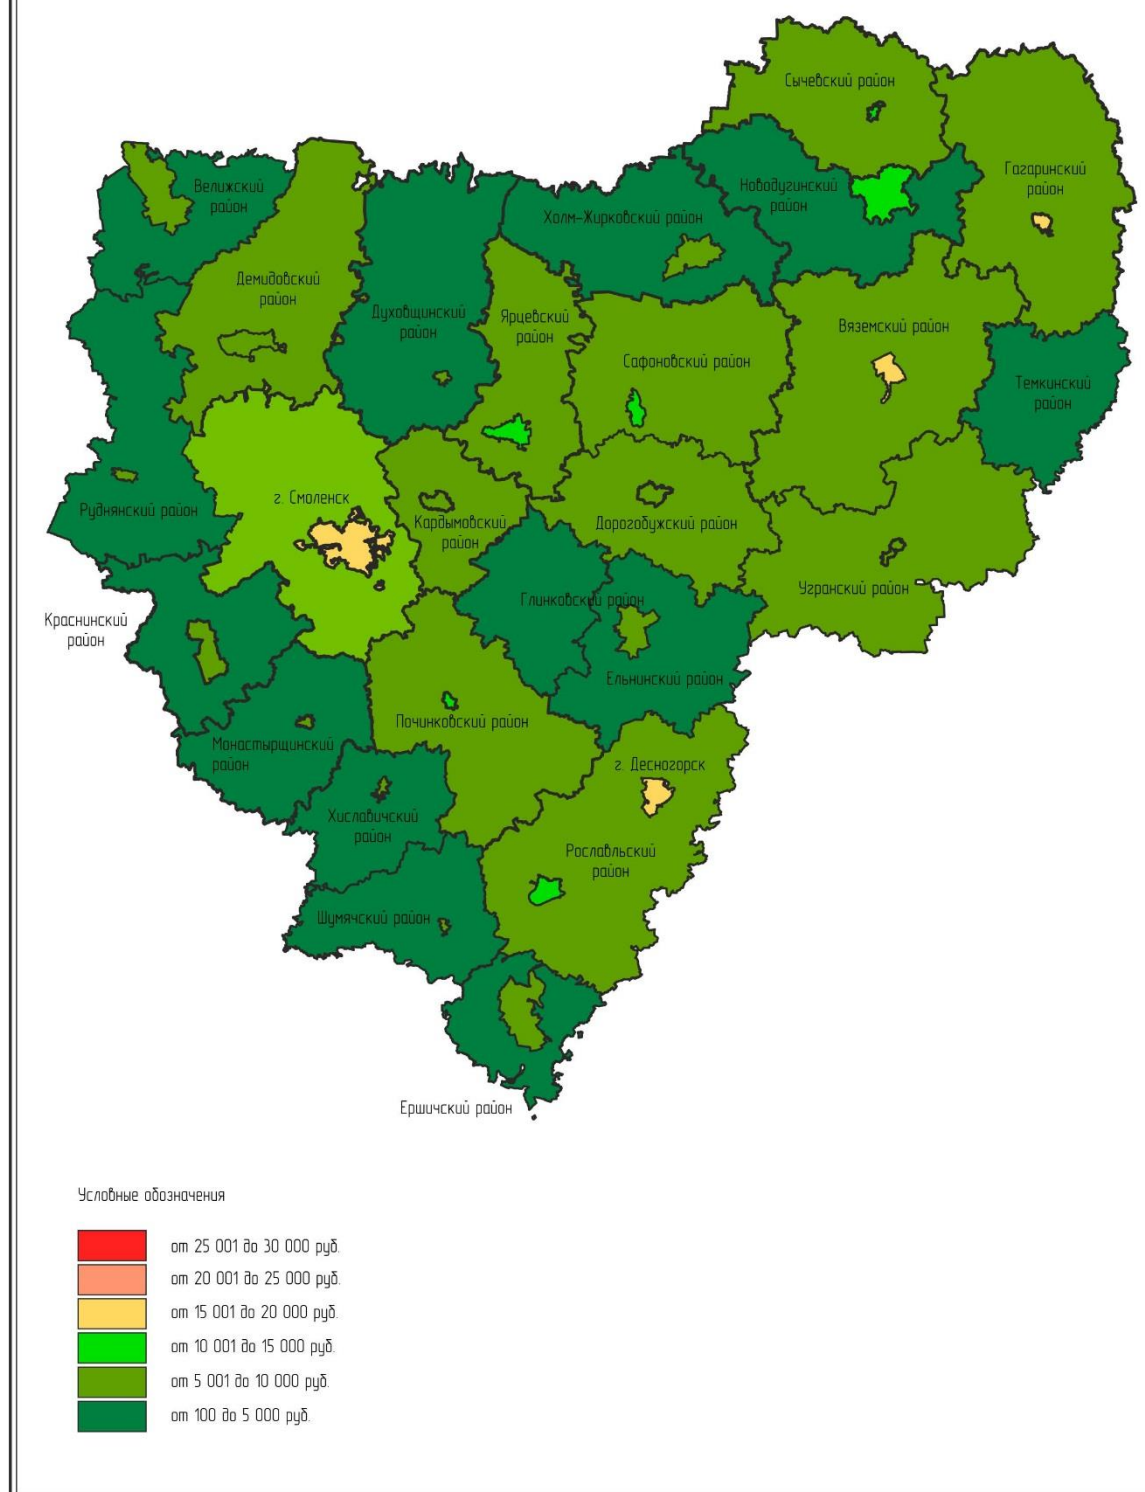 Сычевский район
Гагаринский
район
Велижский
район
Новодугинский
район
Холм-Жирковский район
Демидовский
район
Духовщинский
район
Ярцевский
район
Вяземский район
Сафоновский район
Темкинский
район
г. Смоленск
Руднянский район
Кардымовский
район
Дорогобужский район
Угранский район
Глинковский район
Краснинский
район
Ельнинский район
Починковский район
Монастырщинский
район
г. Десногорск
Хиславичский
район
Рославльский
район
Шумячский район
Ершичский район
Условные обозначения
от 25 001 до 30 000 руб.
от 20 001 до 25 000 руб.
от 15 001 до 20 000 руб.
от 10 001 до 15 000 руб.
от 5 001 до 10 000 руб.
от 100 до 5 000 руб.